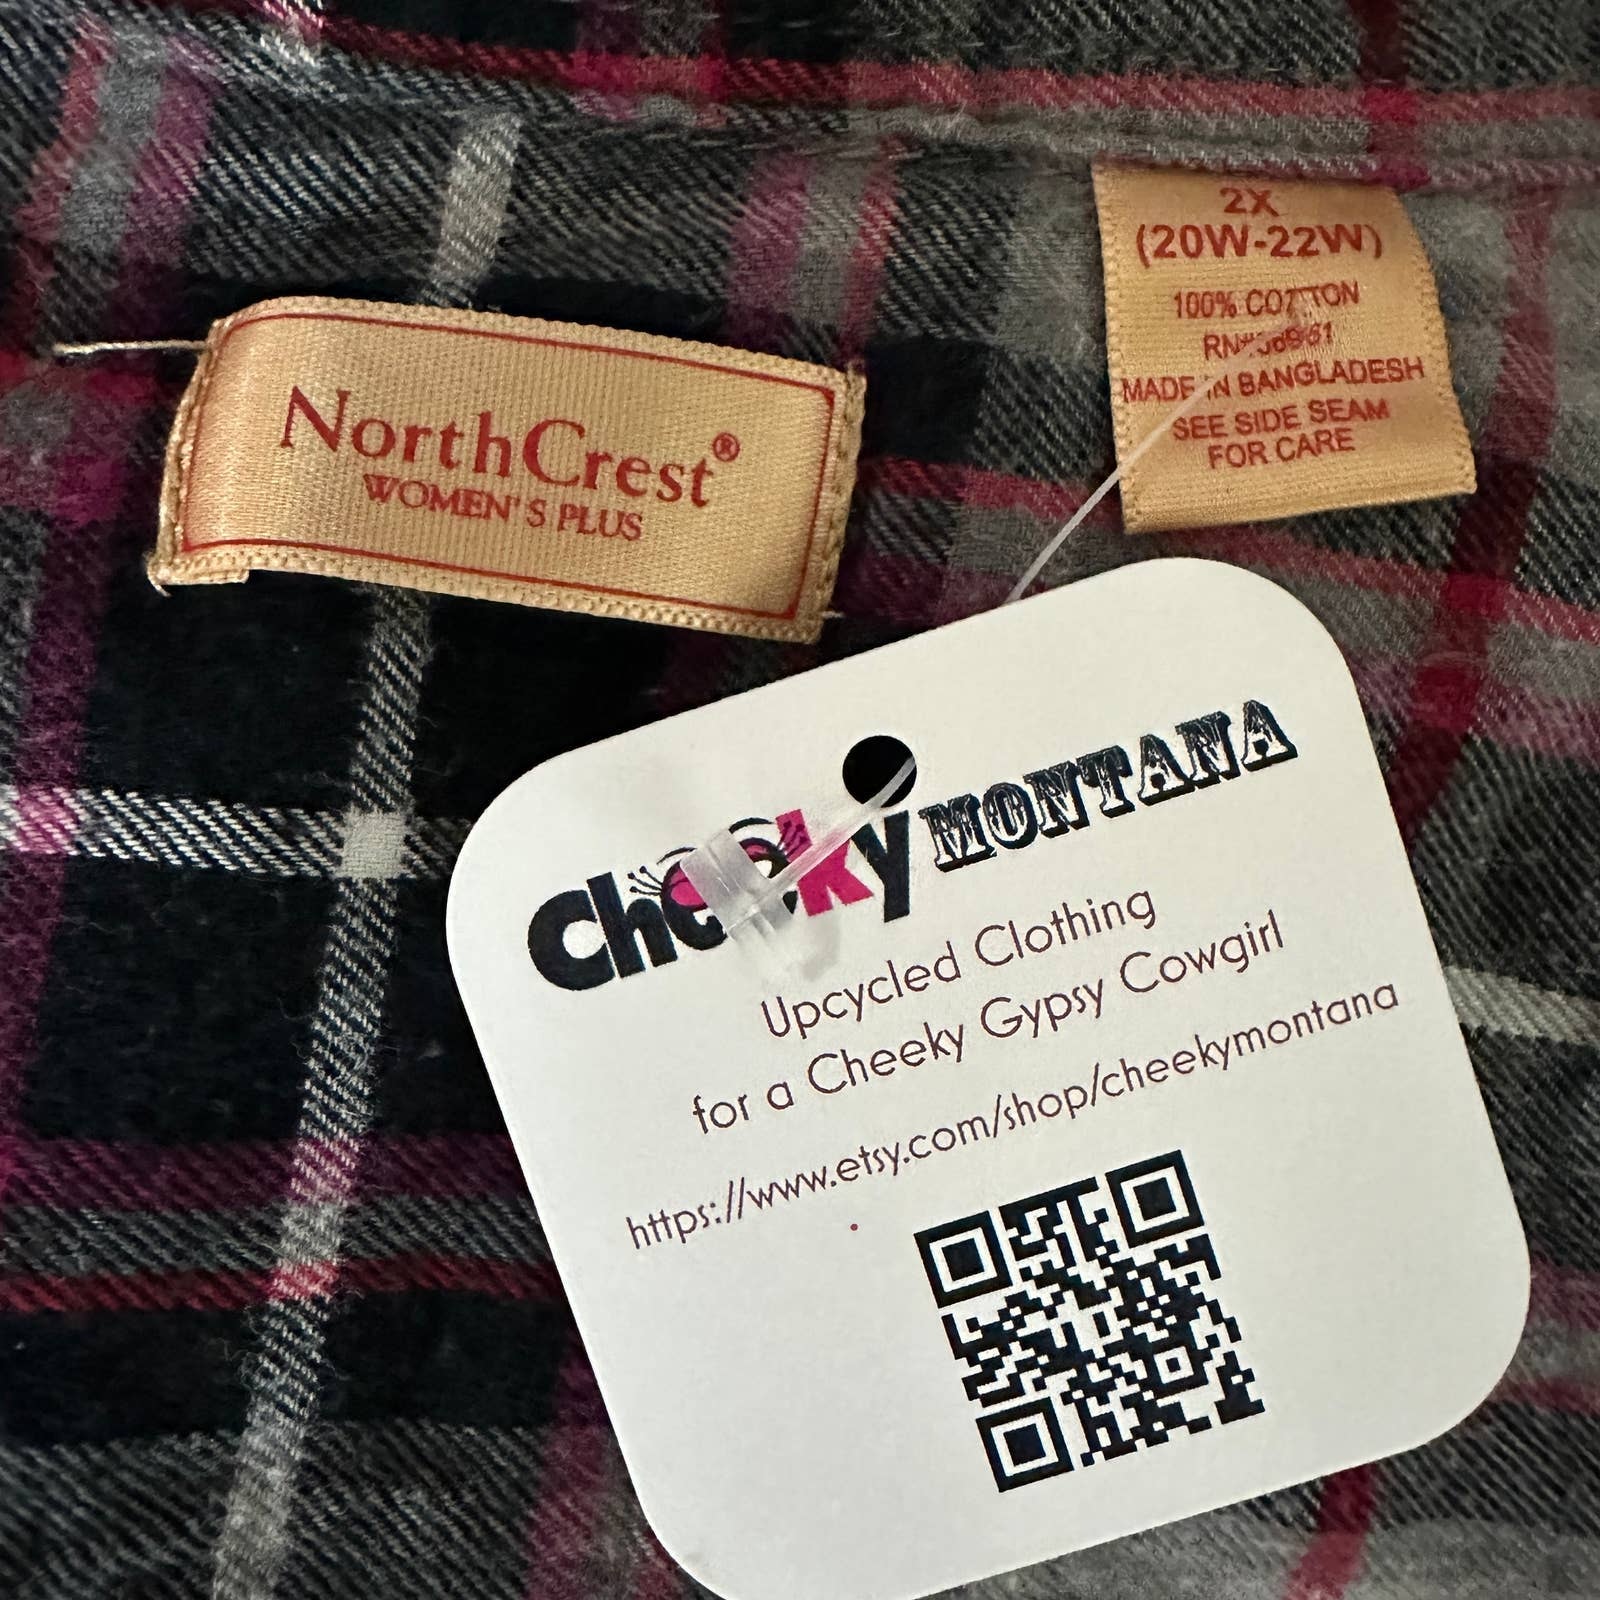 NorthCrest®
WOMEN'S PLUS
2X
(20W-22W)
100% COTTON
MADE IN BANGLADESH
SEE SIDE SEAM
FOR CARE
Cheeky MONTANA
Upcycled Clothing
for a Cheeky Gypsy Cowgirl
https://www.etsy.com/shop/cheekymontana